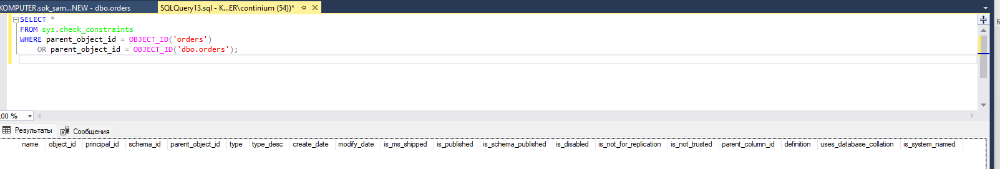 KOMPUTER.sok_sam...NEW - dbo.orders
SQLQuery13.sql - K...ER\continium (54))*
SELECT *
FROM sys.check_constraints
WHERE parent_object_id = OBJECT_ID('orders')
OR parent_object_id = OBJECT_ID('dbo.orders');
00 %
Результаты
Сообщения
name object_id principal_id schema_id parent_object_id type type_desc create_date modify_date is_ms_shipped is_published is_schema_published is_disabled is_not_for_replication is_not_trusted parent_column_id definition uses_database_collation is_system_named